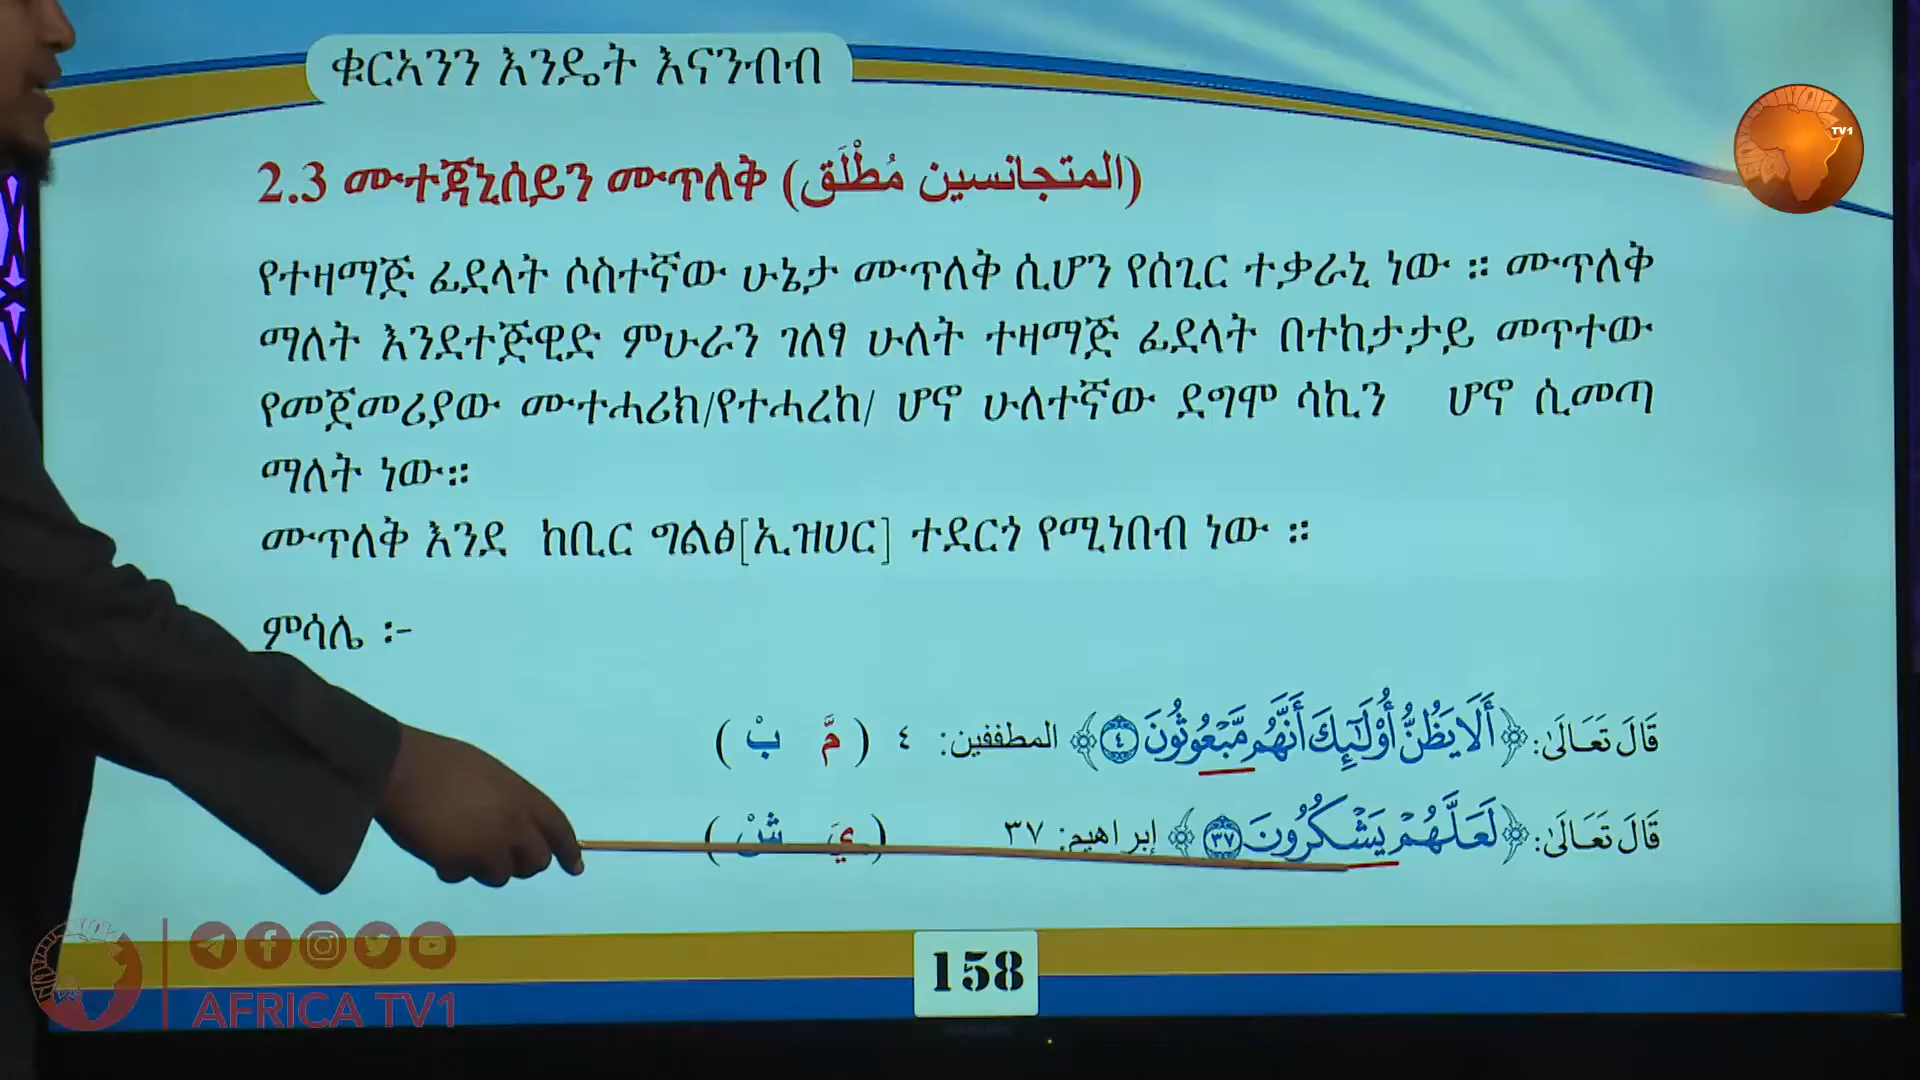 ቁርአንን እንዴት እናንብብ
TV1
2.3 ሙተጃኒሰይን ሙጥለቅ (المتجانسين مُطْلَق)
የተዛማጅ ፊደላት ሶስተኛው ሁኔታ ሙጥለቅ ሲሆን የሰጊር ተቃራኒ ነው ። ሙጥለቅ
ማለት እንደተጅዊድ ምሁራን ገለፃ ሁለት ተዛማጅ ፊደላት በተከታታይ መጥተው
የመጀመሪያው ሙተሓሪክ/የተሓረከ/ ሆኖ ሁለተኛው ደግሞ ሳኪን ሆኖ ሲመጣ
ማለት ነው።
ሙጥለቅ እንደ ከቢር ግልፅ[ኢዝሀር] ተደርጎ የሚነበብ ነው ።
ምሳሌ ፡-
قَالَ تَعَالَىٰ: ﴿أَلَا يَظُنُّ أُوْلَٰٓئِكَ أَنَّهُم مَّبۡعُوثُونَ ٤﴾ المطففين: ٤ ( مَّ بْ )
قَالَ تَعَالَىٰ: ﴿لَعَلَّهُمۡ يَشۡكُرُونَ ٣٧﴾ إبراهيم: ٣٧ ( يَ شْ )
158
AFRICA TV1